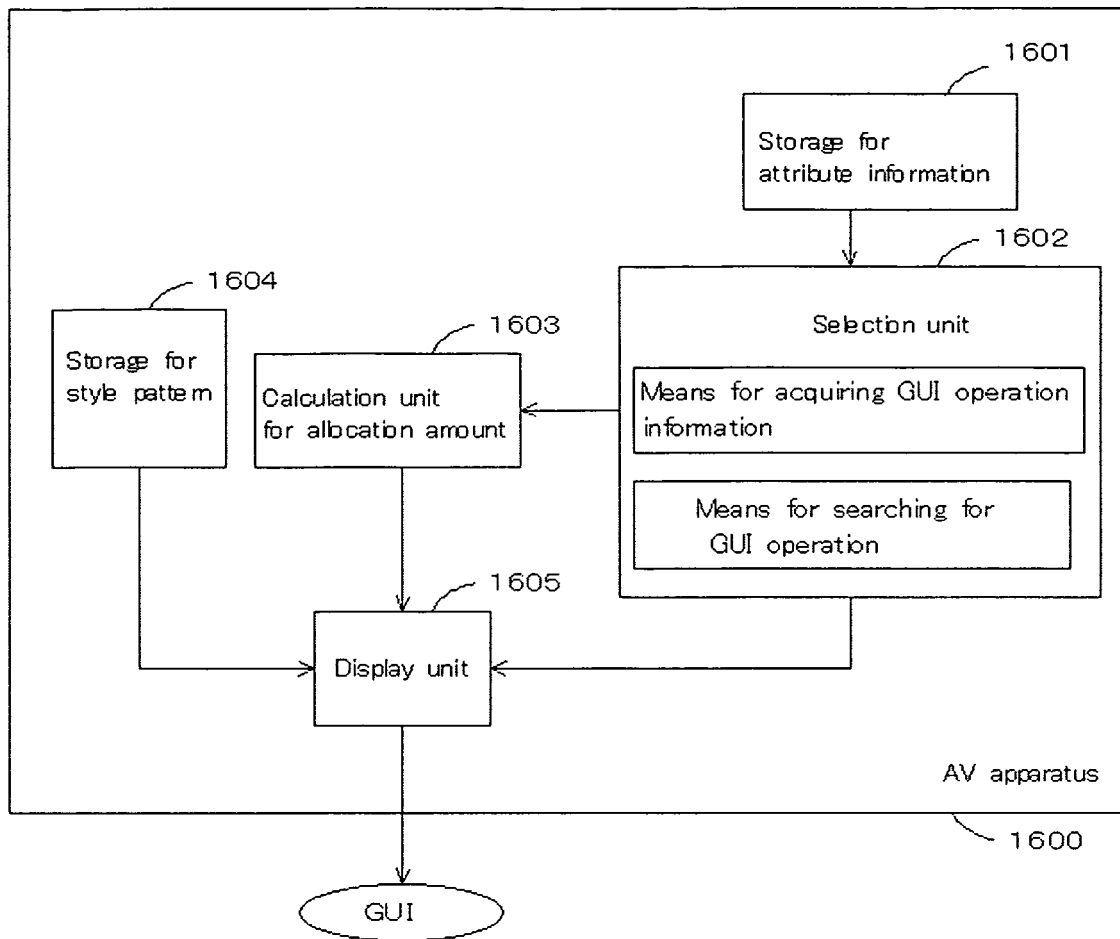 1601
Storage for
attribute information
1602
1604
Selection unit
1603
Storage for
style pattern
Means for acquiring GUI operation
information
Calculation unit
for allocation amount
Means for searching for
GUI operation
1605
Display unit
AV apparatus
1600
GUI